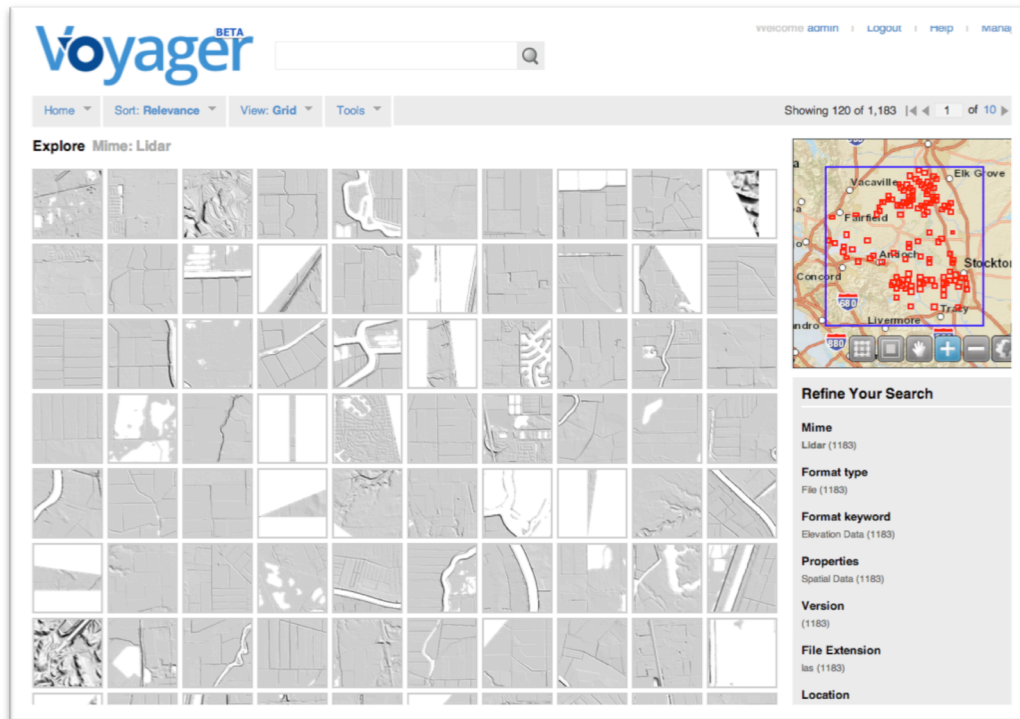 Voyager BETA
Welcome admin | Logout | Help |
Home Sort: Relevance View: Grid Tools
Showing 120 of 1,183 1 of 10
Explore Mime: Lidar
Elk Grove
Vacaville
Fairfield
Antioch
Stockton
Concord
680
Tracy
Livermore
880
Refine Your Search
Mime
Lidar (1183)
Format type
File (1183)
Format keyword
Elevation Data (1183)
Properties
Spatial Data (1183)
Version
(1183)
File Extension
las (1183)
Location